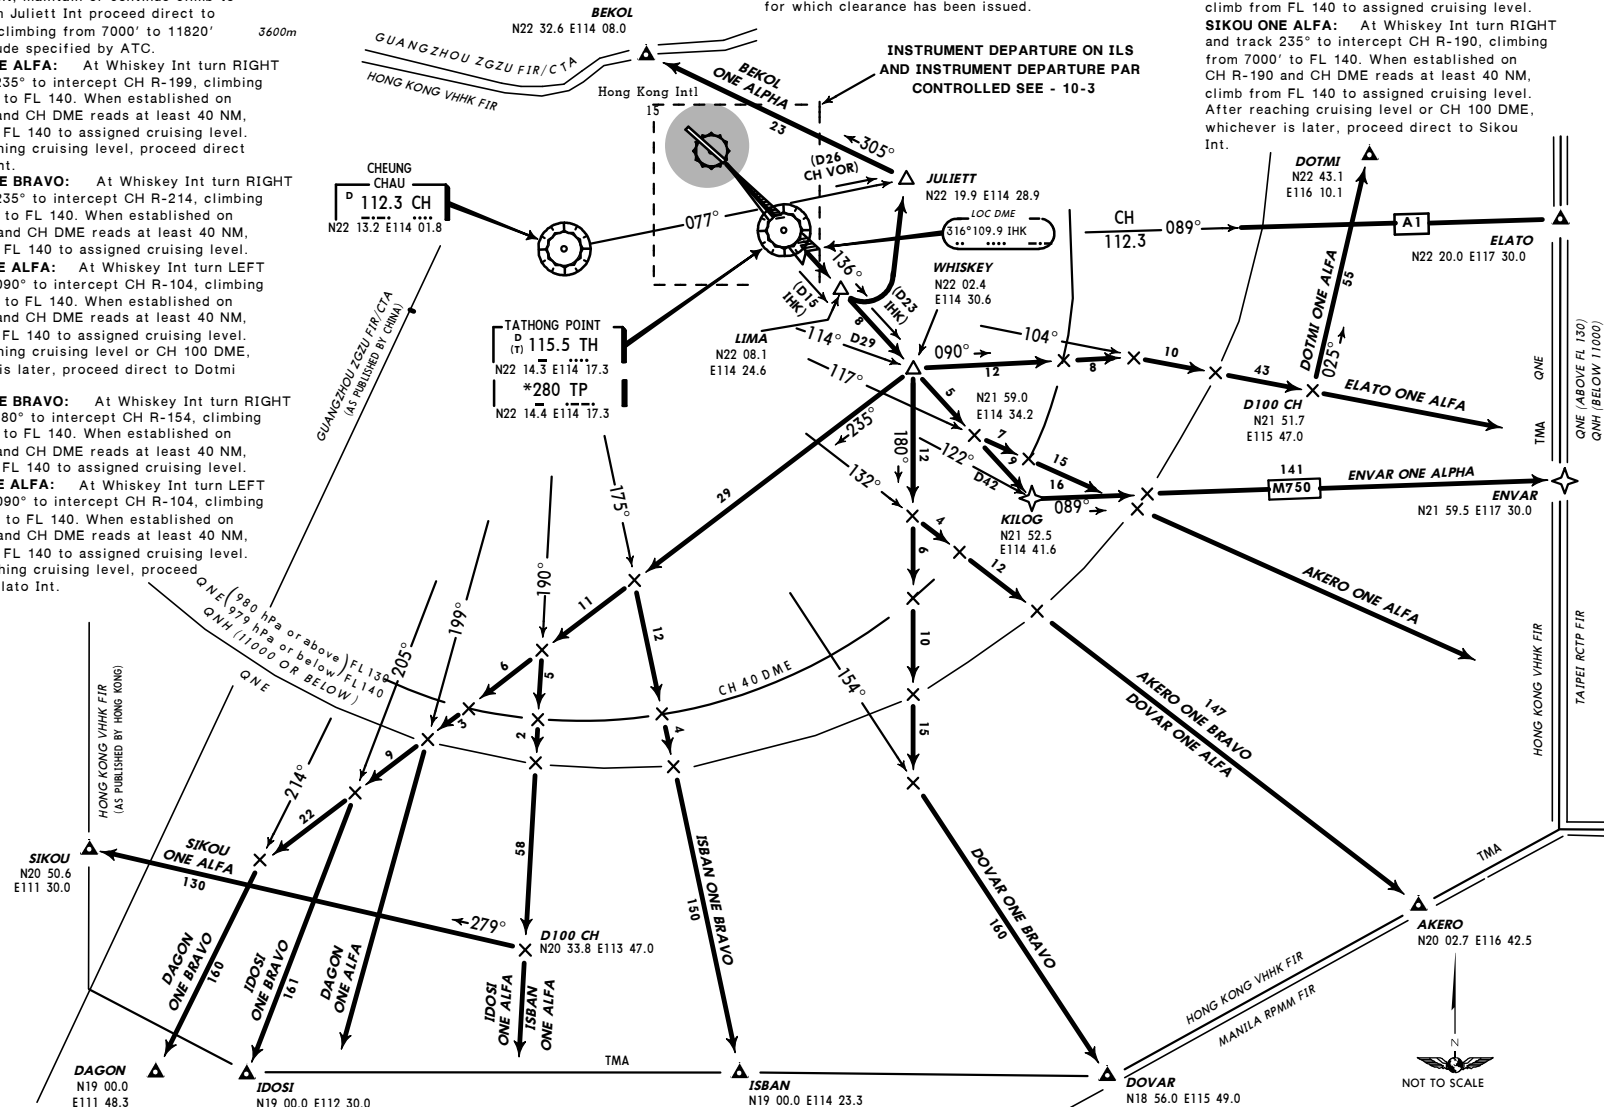 nt, maintain or continue climb to
n Juliett Int proceed direct to
climbing from 7000' to 11820'
ude specified by ATC.
3600m
E ALFA: At Whiskey Int turn RIGHT
235° to intercept CH R-199, climbing
to FL 140. When established on
and CH DME reads at least 40 NM,
FL 140 to assigned cruising level.
hing cruising level, proceed direct
nt.
E BRAVO: At Whiskey Int turn RIGHT
235° to intercept CH R-214, climbing
to FL 140. When established on
and CH DME reads at least 40 NM,
FL 140 to assigned cruising level.
E ALFA: At Whiskey Int turn LEFT
090° to intercept CH R-104, climbing
to FL 140. When established on
and CH DME reads at least 40 NM,
FL 140 to assigned cruising level.
hing cruising level or CH 100 DME,
is later, proceed direct to Dotmi
E BRAVO: At Whiskey Int turn RIGHT
80° to intercept CH R-154, climbing
to FL 140. When established on
and CH DME reads at least 40 NM,
FL 140 to assigned cruising level.
E ALFA: At Whiskey Int turn LEFT
090° to intercept CH R-104, climbing
to FL 140. When established on
and CH DME reads at least 40 NM,
FL 140 to assigned cruising level.
hing cruising level, proceed
lato Int.
for which clearance has been issued.
climb from FL 140 to assigned cruising level.
SIKOU ONE ALFA: At Whiskey Int turn RIGHT
and track 235° to intercept CH R-190, climbing
from 7000' to FL 140. When established on
CH R-190 and CH DME reads at least 40 NM,
climb from FL 140 to assigned cruising level.
After reaching cruising level or CH 100 DME,
whichever is later, proceed direct to Sikou
Int.
BEKOL
N22 32.6 E114 08.0
GUANGZHOU ZGZU FIR/CTA
HONG KONG VHHK FIR
Hong Kong Intl
15
BEKOL
ONE ALPHA
23
305°
INSTRUMENT DEPARTURE ON ILS
AND INSTRUMENT DEPARTURE PAR
CONTROLLED SEE - 10-3
(D26
CH VOR)
JULIETT
N22 19.9 E114 28.9
CHEUNG
CHAU
D 112.3 CH
N22 13.2 E114 01.8
077°
LOC DME
316° 109.9 IHK
CH
112.3
089°
A1
DOTMI
N22 43.1
E116 10.1
ELATO
N22 20.0 E117 30.0
DOTMI ONE ALFA
55
025°
136°
(D15
IHK)
(D23
IHK)
8
D29
WHISKEY
N22 02.4
E114 30.6
LIMA
N22 08.1
E114 24.6
TATHONG POINT
D
(T) 115.5 TH
N22 14.3 E114 17.3
*280 TP
N22 14.4 E114 17.3
GUANGZHOU ZGZU FIR/CTA
(AS PUBLISHED BY CHINA)
114°
117°
122°
132°
104°
090°
12
8
10
43
D100 CH
N21 51.7
E115 47.0
ELATO ONE ALFA
5
N21 59.0
E114 34.2
7
9
15
16
D42
KILOG
N21 52.5
E114 41.6
089°
141
M750
ENVAR ONE ALPHA
ENVAR
N21 59.5 E117 30.0
TMA
QNE
QNE (ABOVE FL 130)
QNH (BELOW 11000)
AKERO ONE ALFA
HONG KONG VHHK FIR
TAIPEI RCTP FIR
235°
29
180°
12
4
12
6
10
15
175°
190°
199°
205°
214°
154°
11
12
6
5
3
2
4
9
22
CH 40 DME
QNE (980 hPa or above) FL 130
979 hPa or below) FL 140
QNH (11000 OR BELOW)
QNE
HONG KONG VHHK FIR
(AS PUBLISHED BY HONG KONG)
SIKOU
N20 50.6
E111 30.0
SIKOU
ONE ALFA
130
279°
58
D100 CH
N20 33.8 E113 47.0
DAGON
ONE BRAVO
160
IDOSI
ONE BRAVO
161
DAGON
ONE ALFA
IDOSI
ONE ALFA
ISBAN
ONE ALFA
ISBAN ONE BRAVO
150
DOVAR ONE BRAVO
160
AKERO ONE BRAVO
147
DOVAR ONE ALFA
TMA
AKERO
N20 02.7 E116 42.5
HONG KONG VHHK FIR
MANILA RPMM FIR
N
NOT TO SCALE
DAGON
N19 00.0
E111 48.3
IDOSI
N19 00.0 E112 30.0
TMA
ISBAN
N19 00.0 E114 23.3
DOVAR
N18 56.0 E115 49.0